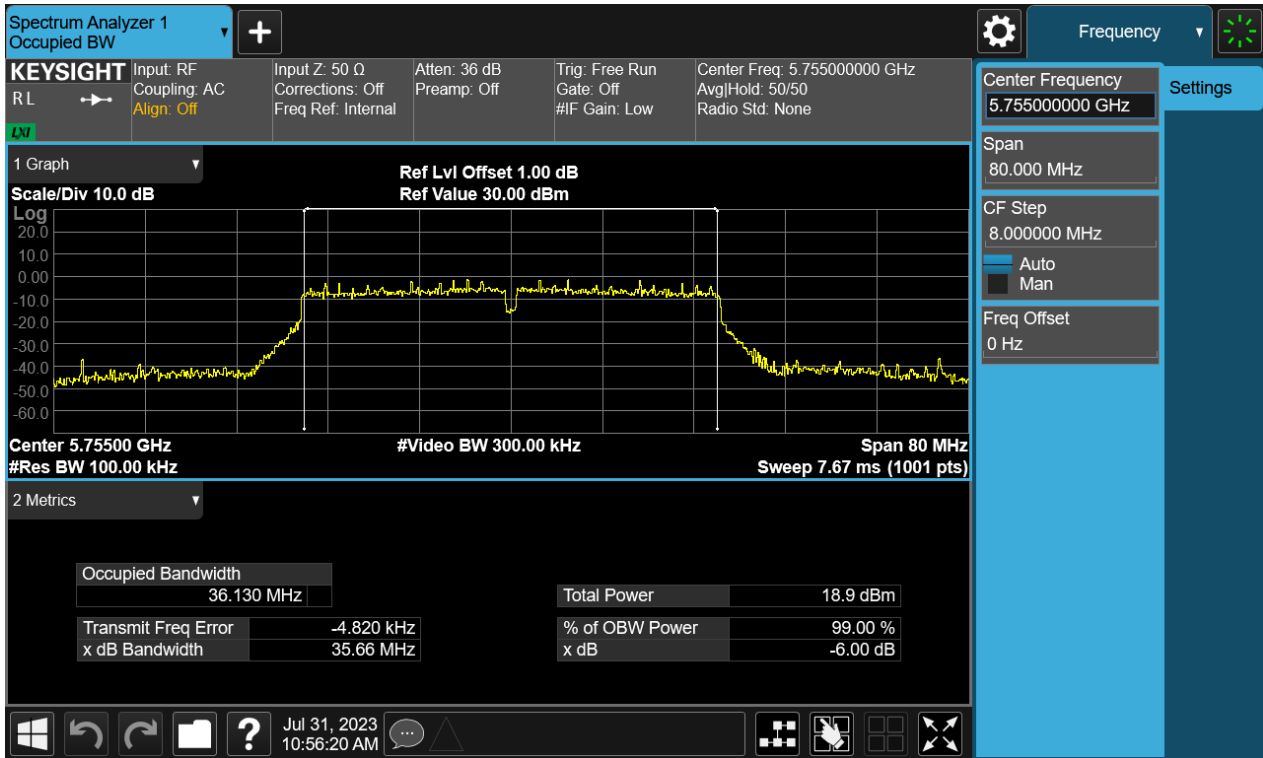 Spectrum Analyzer 1
Occupied BW
+
Frequency
KEYSIGHT
R L
LXI
Input: RF
Coupling: AC
Align: Off
Input Z: 50 Ω
Corrections: Off
Freq Ref: Internal
Atten: 36 dB
Preamp: Off
Trig: Free Run
Gate: Off
#IF Gain: Low
Center Freq: 5.755000000 GHz
Avg|Hold: 50/50
Radio Std: None
Center Frequency
5.755000000 GHz
Settings
Span
80.000 MHz
CF Step
8.000000 MHz
Auto
Man
Freq Offset
0 Hz
1 Graph
Ref Lvl Offset 1.00 dB
Scale/Div 10.0 dB
Ref Value 30.00 dBm
Log
20.0
10.0
0.00
-10.0
-20.0
-30.0
-40.0
-50.0
-60.0
Center 5.75500 GHz
#Video BW 300.00 kHz
Span 80 MHz
#Res BW 100.00 kHz
Sweep 7.67 ms (1001 pts)
2 Metrics
Occupied Bandwidth
36.130 MHz
Total Power 18.9 dBm
Transmit Freq Error -4.820 kHz
% of OBW Power 99.00 %
x dB Bandwidth 35.66 MHz
x dB -6.00 dB
?
Jul 31, 2023
10:56:20 AM